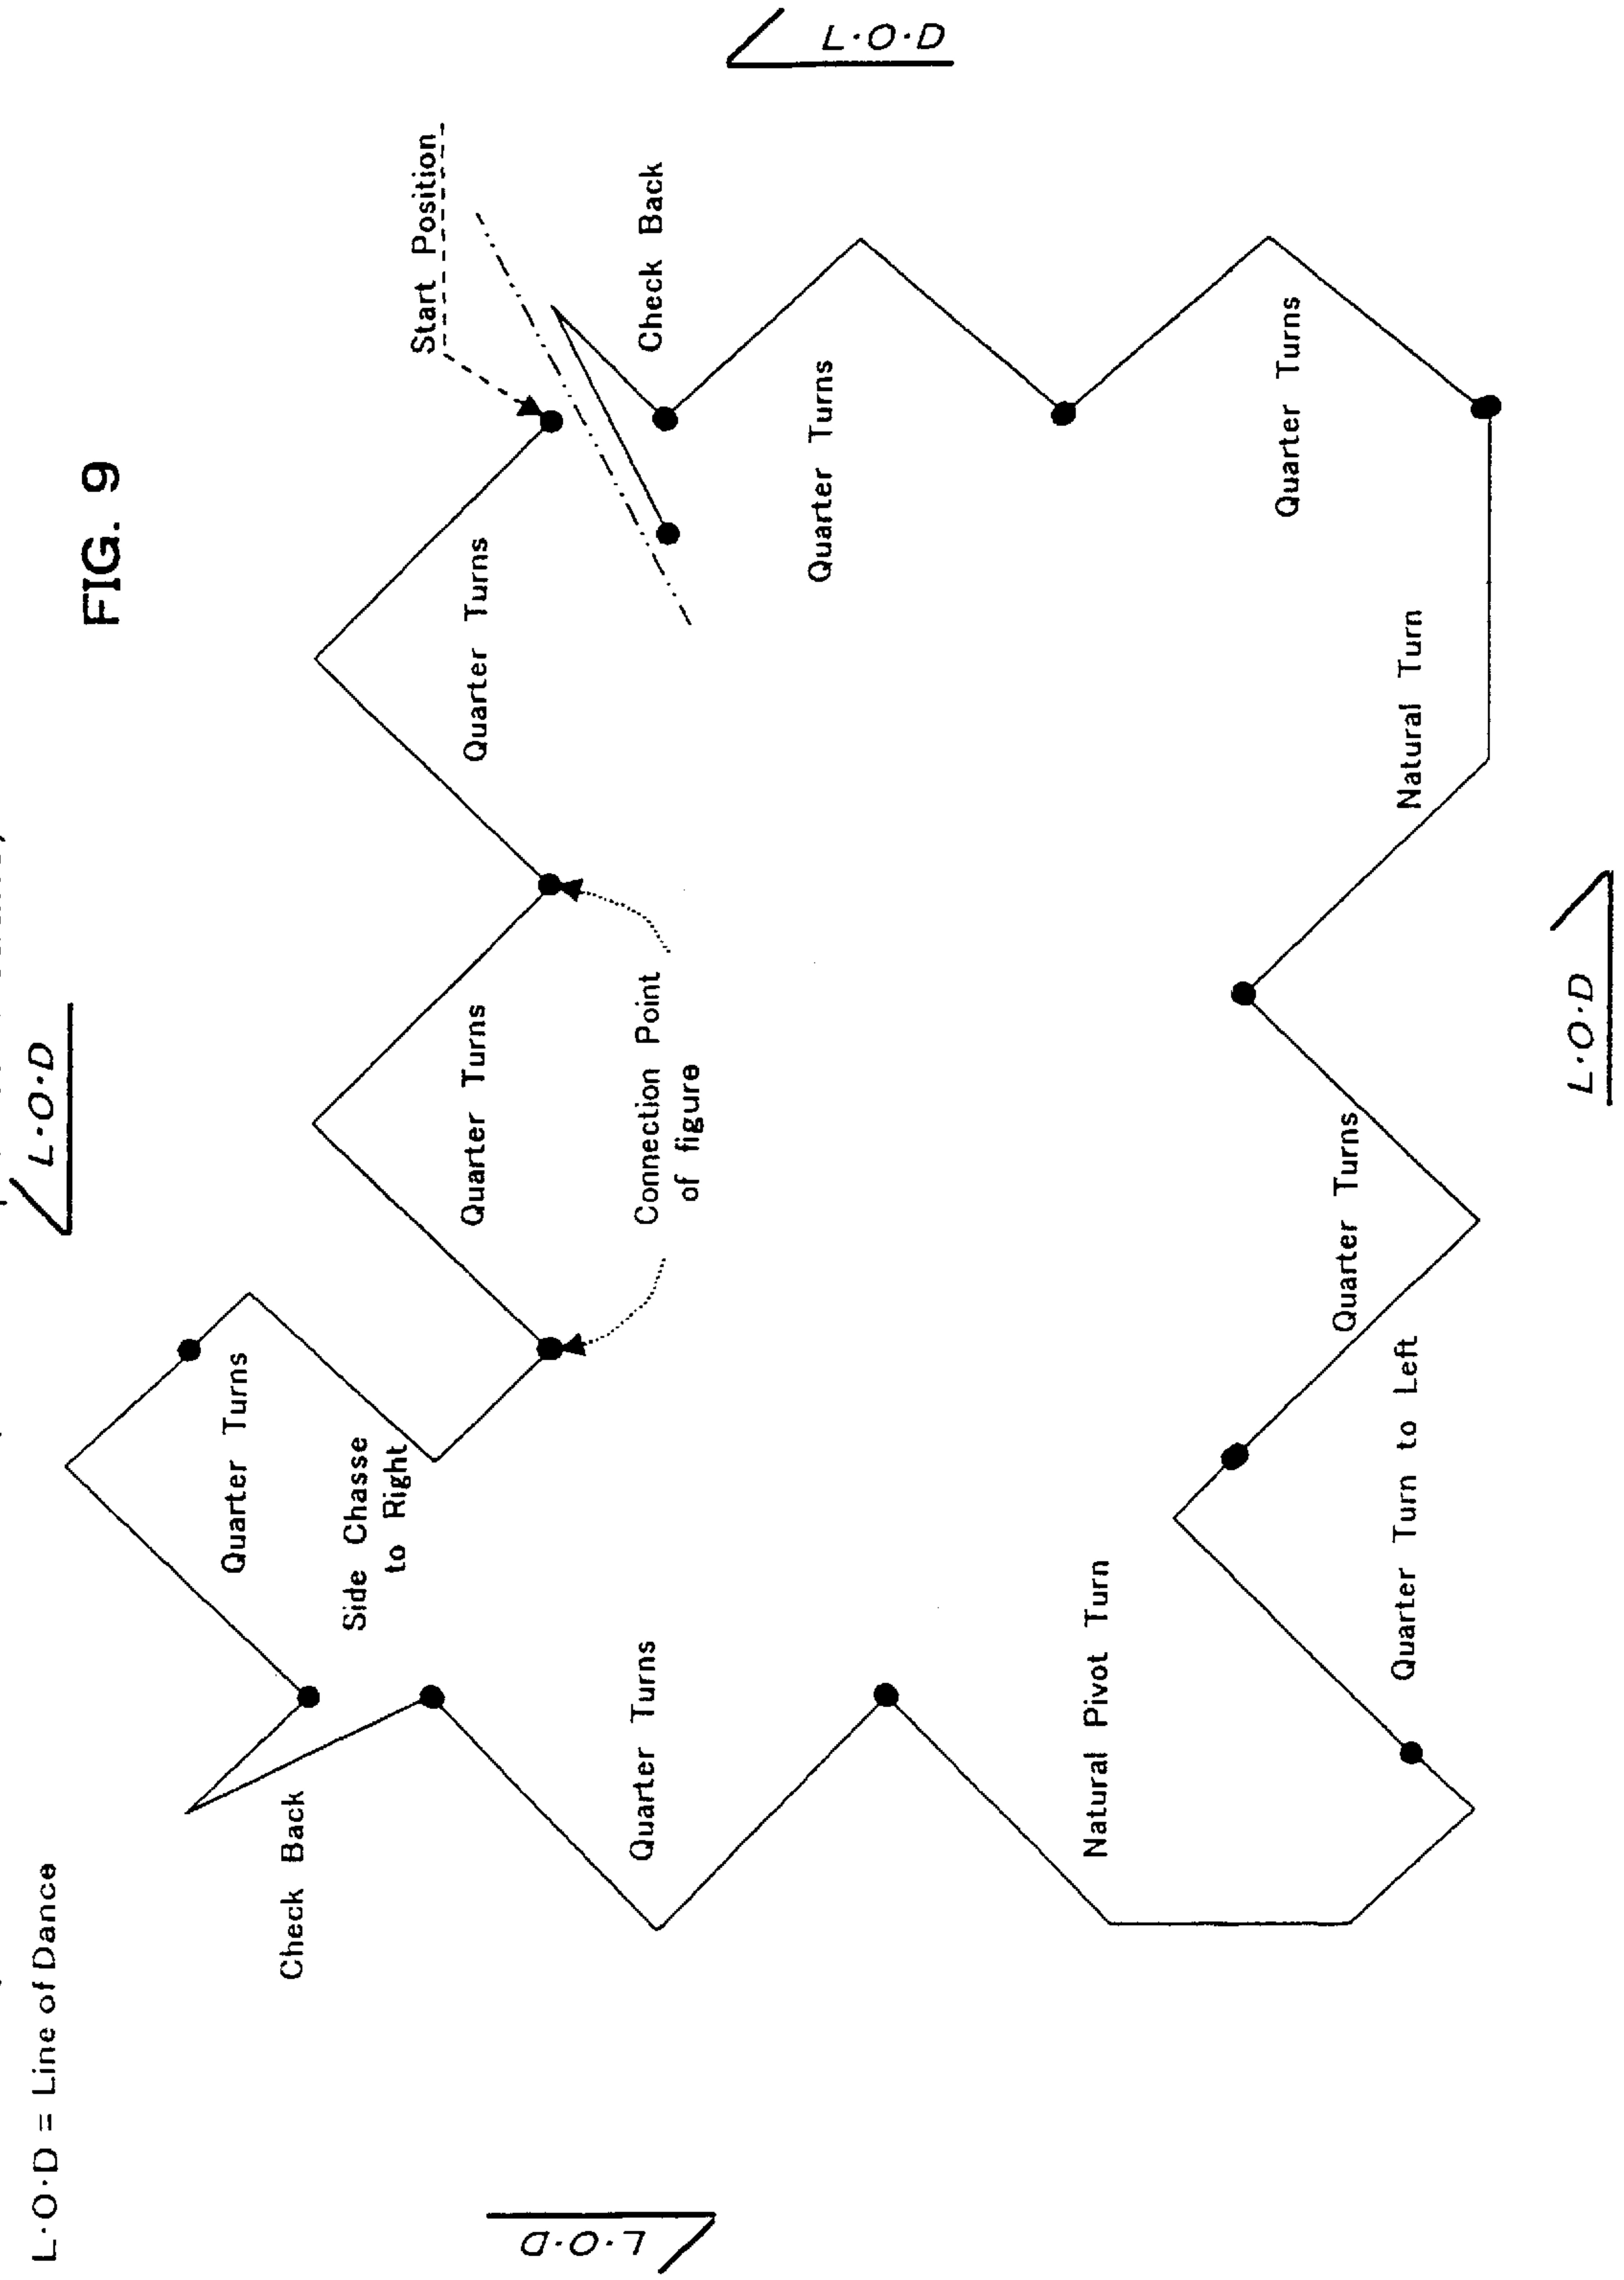 L·O·D = Line of Dance
FIG. 9
L·O·D
Start Position
Quarter Turns
Quarter Turns
Connection Point
of figure
Quarter Turns
Side Chasse
to Right
Check Back
Quarter Turns
L·O·D
Natural Pivot Turn
Quarter Turn to Left
Quarter Turns
L·O·D
Natural Turn
Quarter Turns
Quarter Turns
Check Back
L·O·D